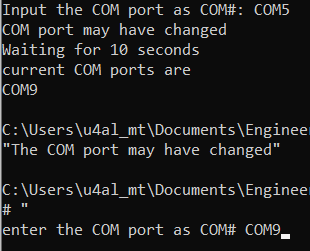 Input the COM port as COM#: COM5
COM port may have changed
Waiting for 10 seconds
current COM ports are
COM9
C:\Users\u4al_mt\Documents\Enginee
"The COM port may have changed"
C:\Users\u4al_mt\Documents\Enginee
# "
enter the COM port as COM# COM9